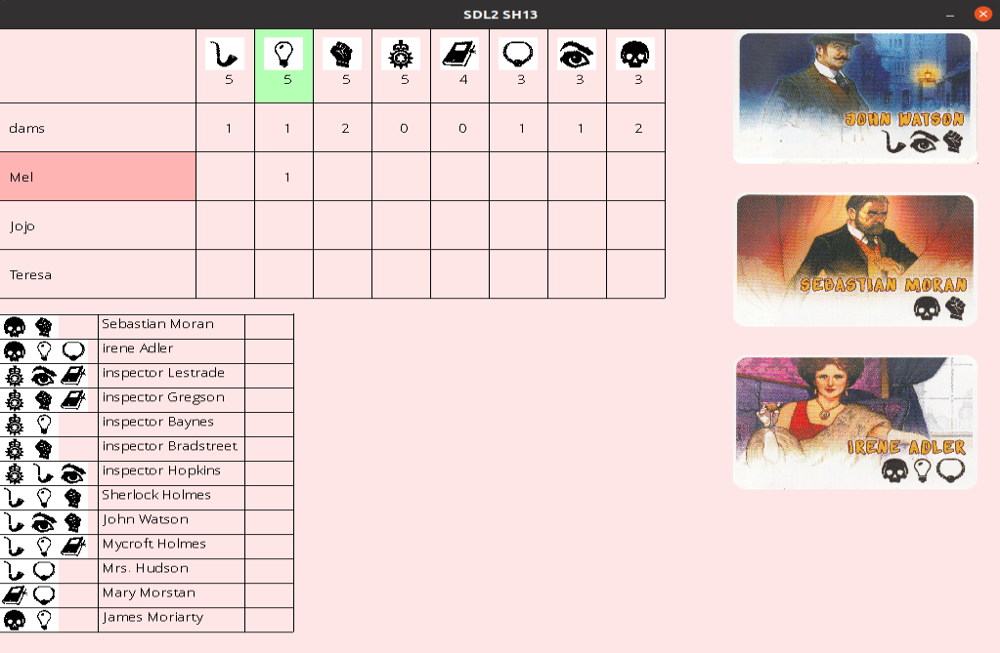 SDL2 SH13
5 5 5 5 4 3 3 3
dams 1 1 2 0 0 1 1 2
Mel 1
Jojo
Teresa
JOHN WATSON
SEBASTIAN MORAN
IRENE ADLER
Sebastian Moran
irene Adler
inspector Lestrade
inspector Gregson
inspector Baynes
inspector Bradstreet
inspector Hopkins
Sherlock Holmes
John Watson
Mycroft Holmes
Mrs. Hudson
Mary Morstan
James Moriarty